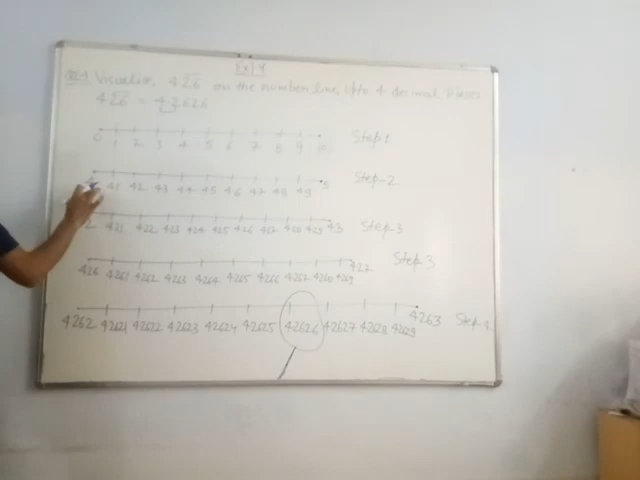 Ex 1.4
Q2→ Visualise 4.26 on the number line, upto 4 decimal places
4.26 = 4.2626
0 1 2 3 4 5 6 7 8 9 10 Step-1
4 4.1 4.2 4.3 4.4 4.5 4.6 4.7 4.8 4.9 5 Step-2
4.21 4.22 4.23 4.24 4.25 4.26 4.27 4.28 4.29 4.3 Step-3
4.26 4.261 4.262 4.263 4.264 4.265 4.266 4.267 4.268 4.269 4.27 Step-3
4.262 4.2621 4.2622 4.2623 4.2624 4.2625 4.2626 4.2627 4.2628 4.2629 4.263 Step-4